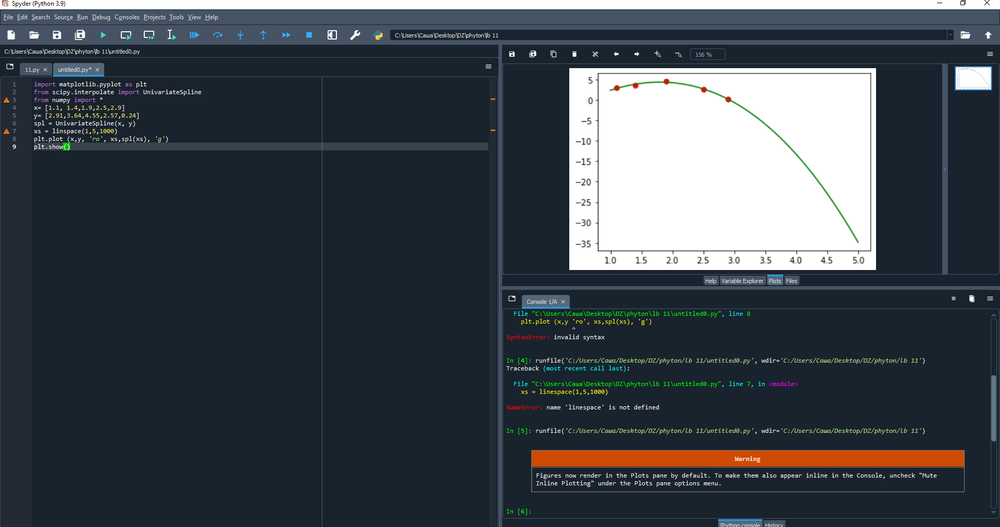 Spyder (Python 3.9)
File Edit Search Source Run Debug Consoles Projects Tools View Help
C:\Users\Саша\Desktop\DZ\phyton\lb 11
C:\Users\Саша\Desktop\DZ\phyton\lb 11\untitled0.py
11.py
untitled0.py*
1 import matplotlib.pyplot as plt
2 from scipy.interpolate import UnivariateSpline
3 from numpy import *
4 x= [1.1, 1.4,1.9,2.5,2.9]
5 y= [2.91,3.64,4.55,2.57,0.24]
6 spl = UnivariateSpline(x, y)
7 xs = linspace(1,5,1000)
8 plt.plot (x,y, 'ro', xs,spl(xs), 'g')
9 plt.show()
156 %
5
0
−5
−10
−15
−20
−25
−30
−35
1.0 1.5 2.0 2.5 3.0 3.5 4.0 4.5 5.0
Help Variable Explorer Plots Files
Console 1/A
File "C:\Users\Саша\Desktop\DZ\phyton\lb 11\untitled0.py", line 8
plt.plot (x,y 'ro', xs,spl(xs), 'g')
^
SyntaxError: invalid syntax
In [4]: runfile('C:/Users/Саша/Desktop/DZ/phyton/lb 11/untitled0.py', wdir='C:/Users/Саша/Desktop/DZ/phyton/lb 11')
Traceback (most recent call last):
File "C:\Users\Саша\Desktop\DZ\phyton\lb 11\untitled0.py", line 7, in <module>
xs = linespace(1,5,1000)
NameError: name 'linespace' is not defined
In [5]: runfile('C:/Users/Саша/Desktop/DZ/phyton/lb 11/untitled0.py', wdir='C:/Users/Саша/Desktop/DZ/phyton/lb 11')
Warning
Figures now render in the Plots pane by default. To make them also appear inline in the Console, uncheck "Mute
Inline Plotting" under the Plots pane options menu.
In [6]:
IPython console History